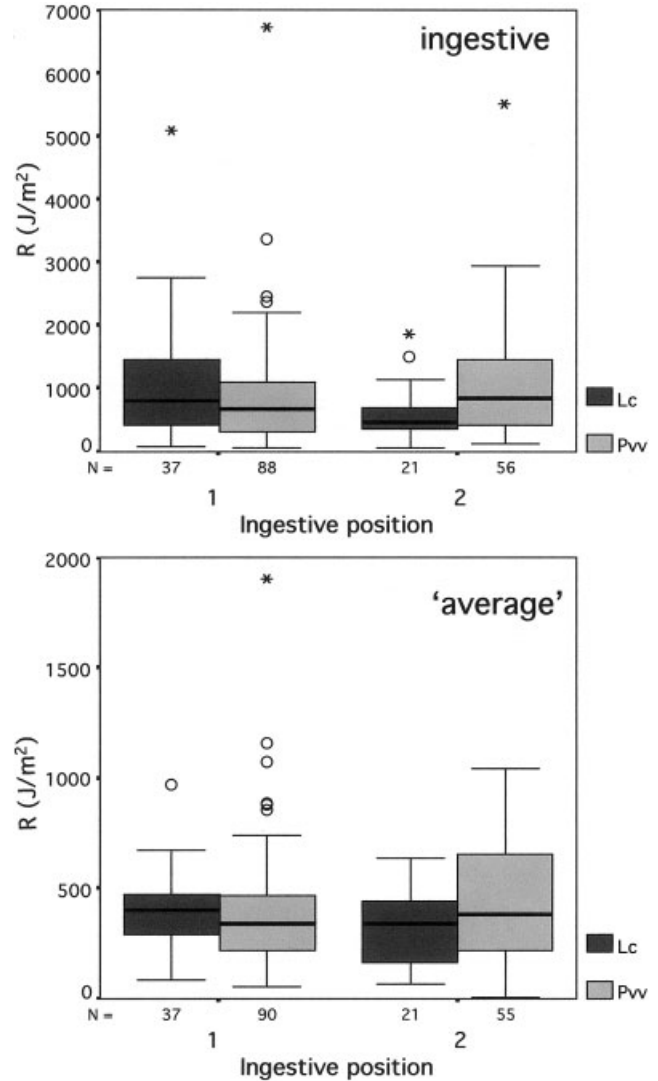 ingestive
7000
6000
5000
4000
3000
2000
1000
0
R (J/m²)
Lc
Pvv
N = 37 88 21 56
1 2
Ingestive position
'average'
2000
1500
1000
500
0
R (J/m²)
Lc
Pvv
N = 37 90 21 55
1 2
Ingestive position